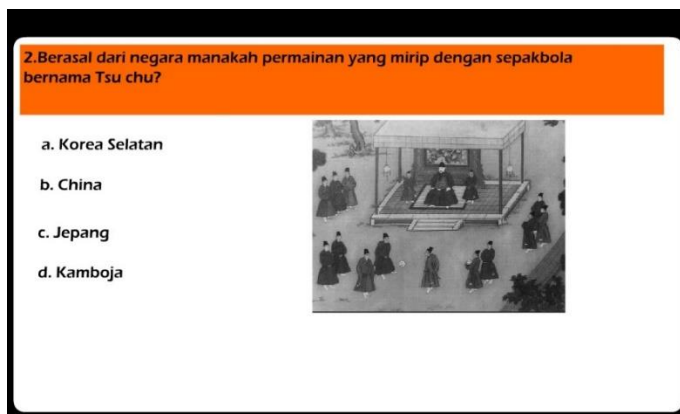 2.Berasal dari negara manakah permainan yang mirip dengan sepakbola
bernama Tsu chu?
a. Korea Selatan
b. China
c. Jepang
d. Kamboja